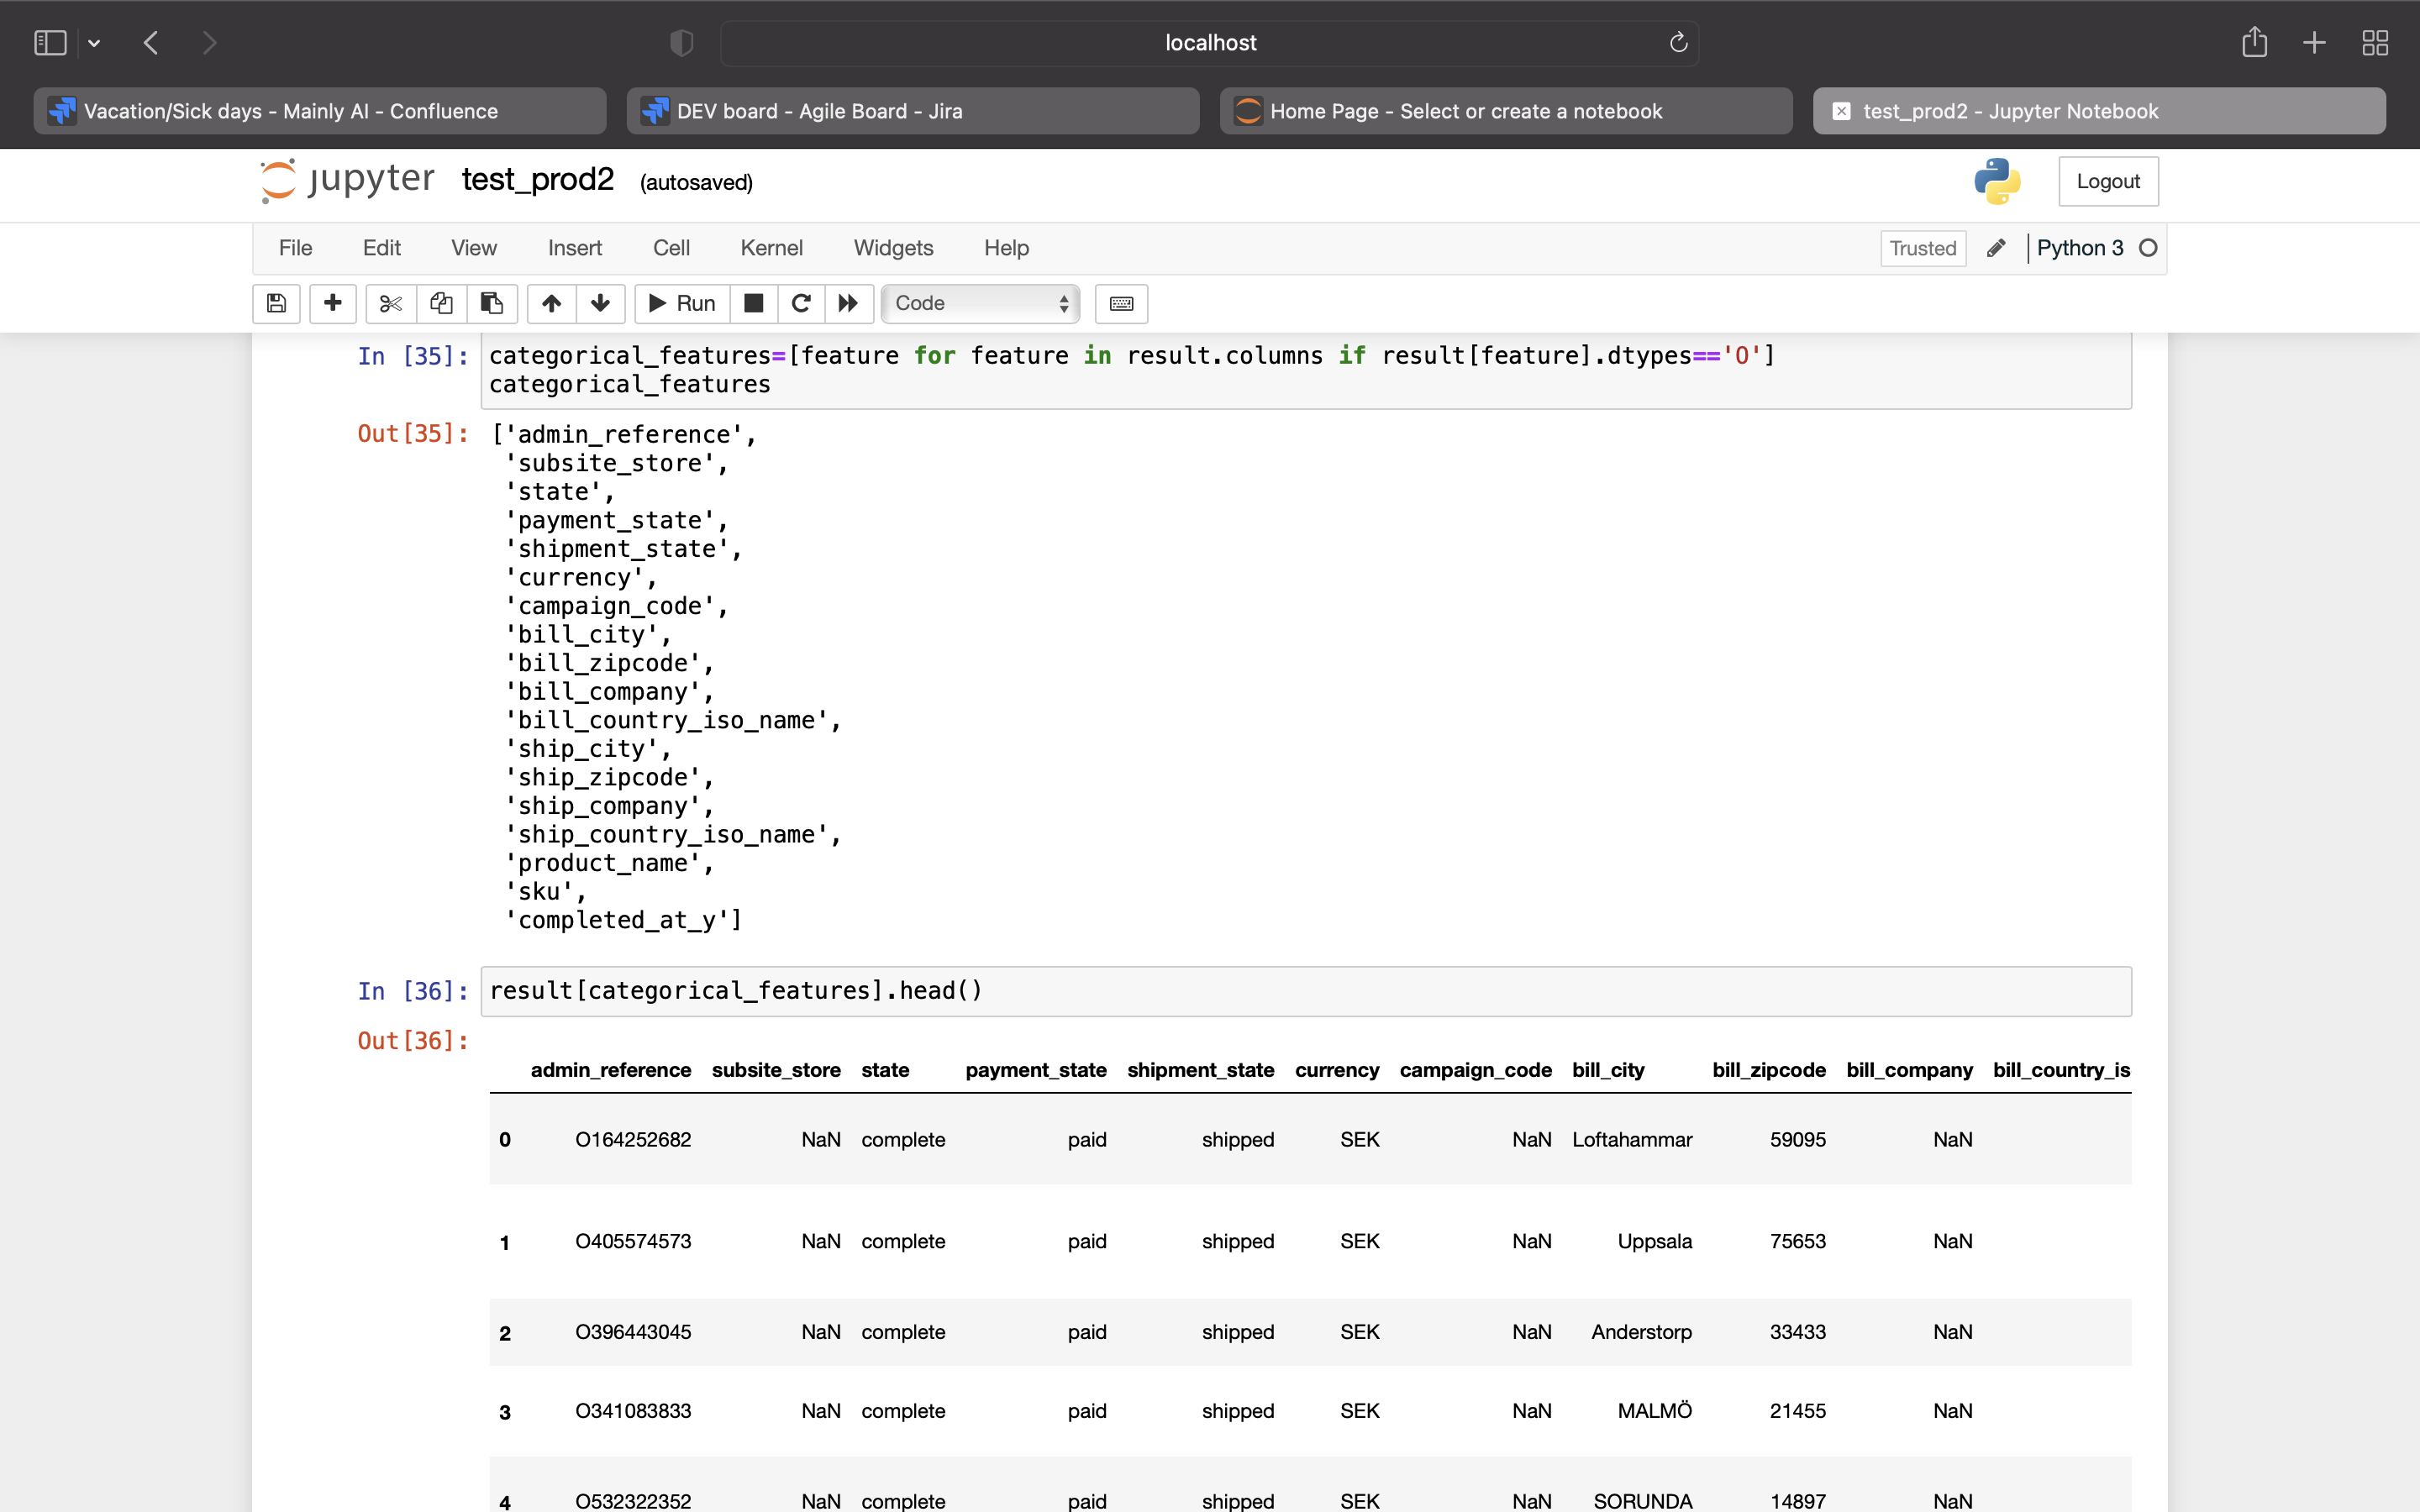 localhost
Vacation/Sick days - Mainly AI - Confluence
DEV board - Agile Board - Jira
Home Page - Select or create a notebook
test_prod2 - Jupyter Notebook
jupyter test_prod2 (autosaved)
Logout
File Edit View Insert Cell Kernel Widgets Help
Trusted Python 3
Run Code
In [35]: categorical_features=[feature for feature in result.columns if result[feature].dtypes=='O']
categorical_features
Out[35]: ['admin_reference',
'subsite_store',
'state',
'payment_state',
'shipment_state',
'currency',
'campaign_code',
'bill_city',
'bill_zipcode',
'bill_company',
'bill_country_iso_name',
'ship_city',
'ship_zipcode',
'ship_company',
'ship_country_iso_name',
'product_name',
'sku',
'completed_at_y']
In [36]: result[categorical_features].head()
Out[36]:
admin_reference subsite_store state payment_state shipment_state currency campaign_code bill_city bill_zipcode bill_company bill_country_is
0 O164252682 NaN complete paid shipped SEK NaN Loftahammar 59095 NaN
1 O405574573 NaN complete paid shipped SEK NaN Uppsala 75653 NaN
2 O396443045 NaN complete paid shipped SEK NaN Anderstorp 33433 NaN
3 O341083833 NaN complete paid shipped SEK NaN MALMÖ 21455 NaN
4 O532322352 NaN complete paid shipped SEK NaN SORUNDA 14897 NaN